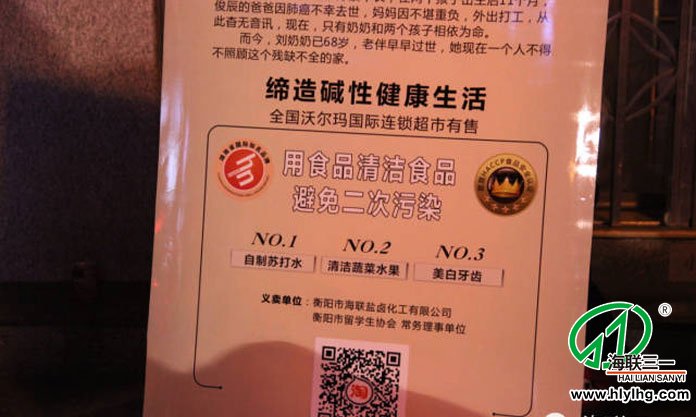 俊辰的爸爸因肺癌不幸去世，妈妈因不堪重负，外出打工，从
此杳无音讯，现在，只有奶奶和两个孩子相依为命。
而今，刘奶奶已68岁，老伴早早过世，她现在一个人不得
不照顾这个残缺不全的家。
缔造碱性健康生活
全国沃尔玛国际连锁超市有售
用食品清洁食品
避免二次污染
NO.1
NO.2
NO.3
自制苏打水
清洁蔬菜水果
美白牙齿
义卖单位：衡阳市海联盐卤化工有限公司
衡阳市留学生协会 常务理事单位
淘
®
海联三一
HAI LIAN SAN YI
www.hlylhg.com